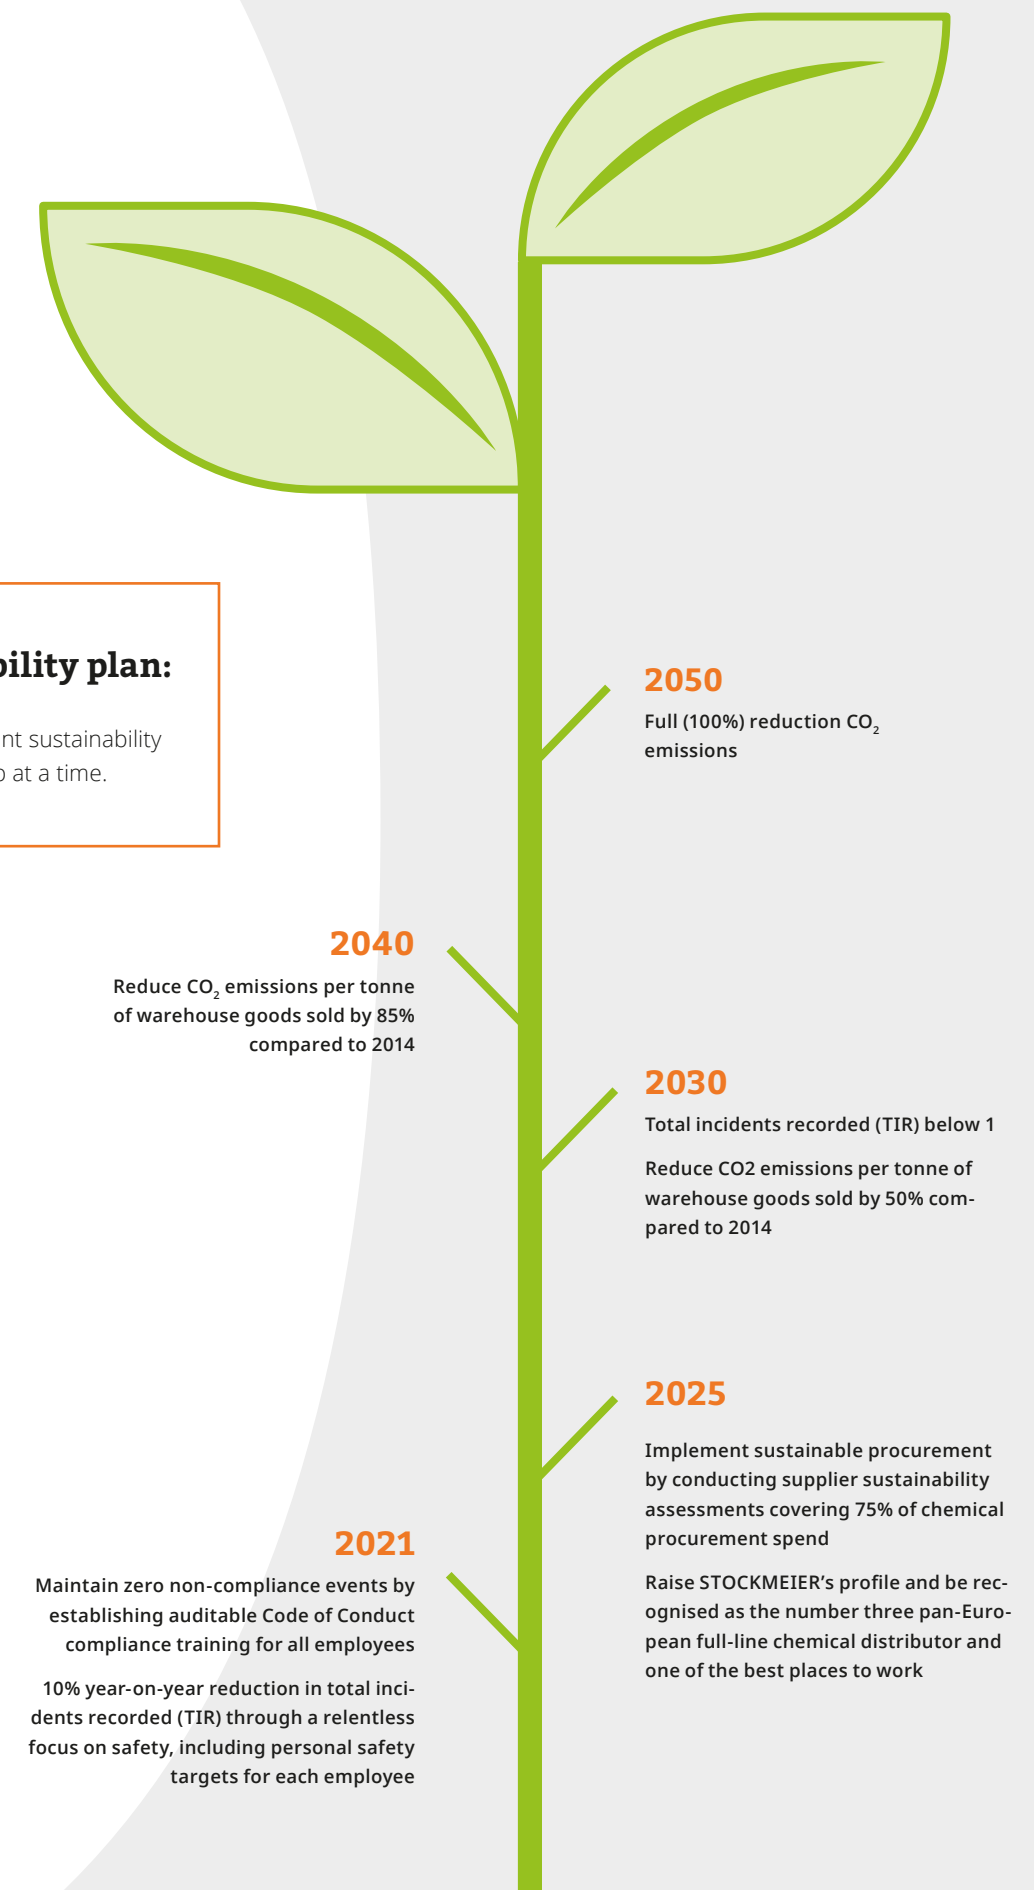 bility plan:
nt sustainability
at a time.
2050
Full (100%) reduction CO₂
emissions
2040
Reduce CO₂ emissions per tonne
of warehouse goods sold by 85%
compared to 2014
2030
Total incidents recorded (TIR) below 1
Reduce CO2 emissions per tonne of
warehouse goods sold by 50% com-
pared to 2014
2025
Implement sustainable procurement
by conducting supplier sustainability
assessments covering 75% of chemical
procurement spend
Raise STOCKMEIER’s profile and be rec-
ognised as the number three pan-Euro-
pean full-line chemical distributor and
one of the best places to work
2021
Maintain zero non-compliance events by
establishing auditable Code of Conduct
compliance training for all employees
10% year-on-year reduction in total inci-
dents recorded (TIR) through a relentless
focus on safety, including personal safety
targets for each employee